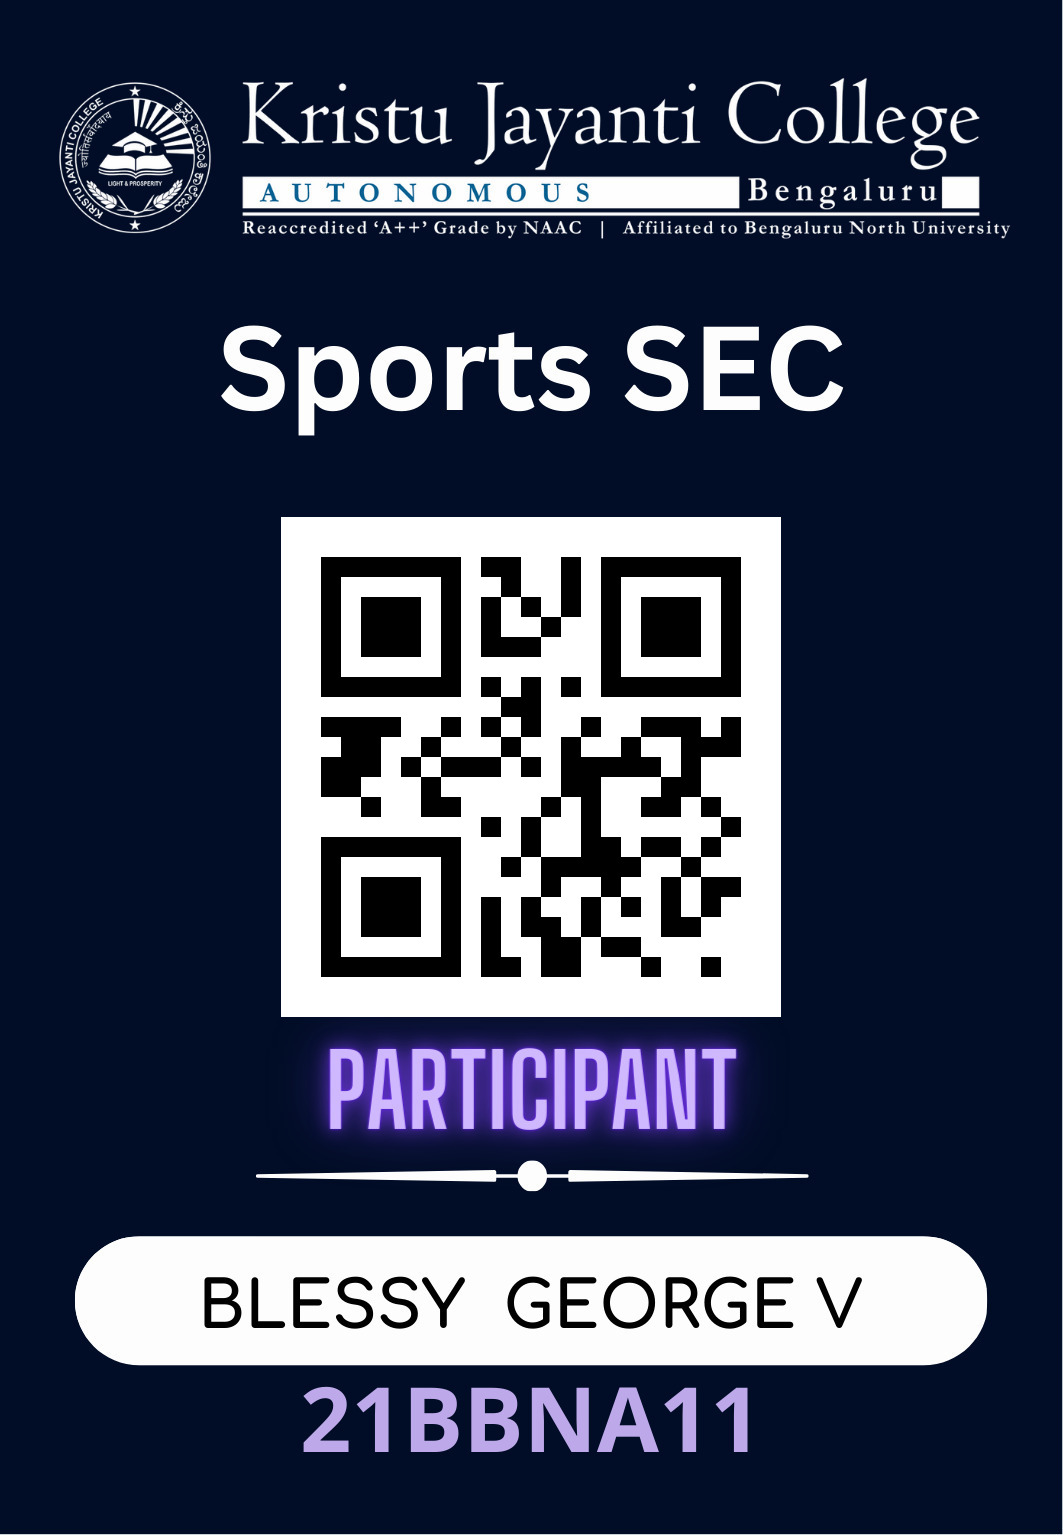 KRISTU JAYANTI COLLEGE
ज्योतिसंवादयाय
LIGHT & PROSPERITY
Kristu Jayanti College
AUTONOMOUS Bengaluru
Reaccredited ‘A++’ Grade by NAAC | Affiliated to Bengaluru North University
Sports SEC
PARTICIPANT
BLESSY GEORGE V
21BBNA11